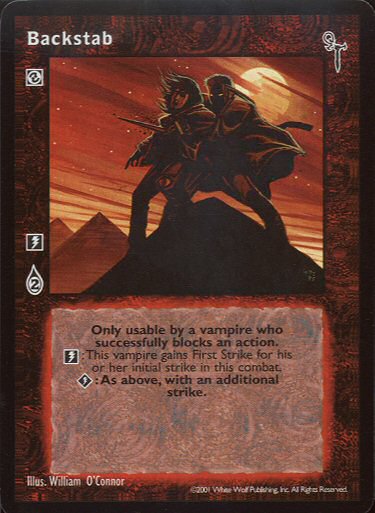 Backstab
2
Only usable by a vampire who
successfully blocks an action.
:This vampire gains First Strike for his
or her initial strike in this combat.
:As above, with an additional
strike.
Illus. William O'Connor
©2001 White Wolf Publishing, Inc. All Rights Reserved.